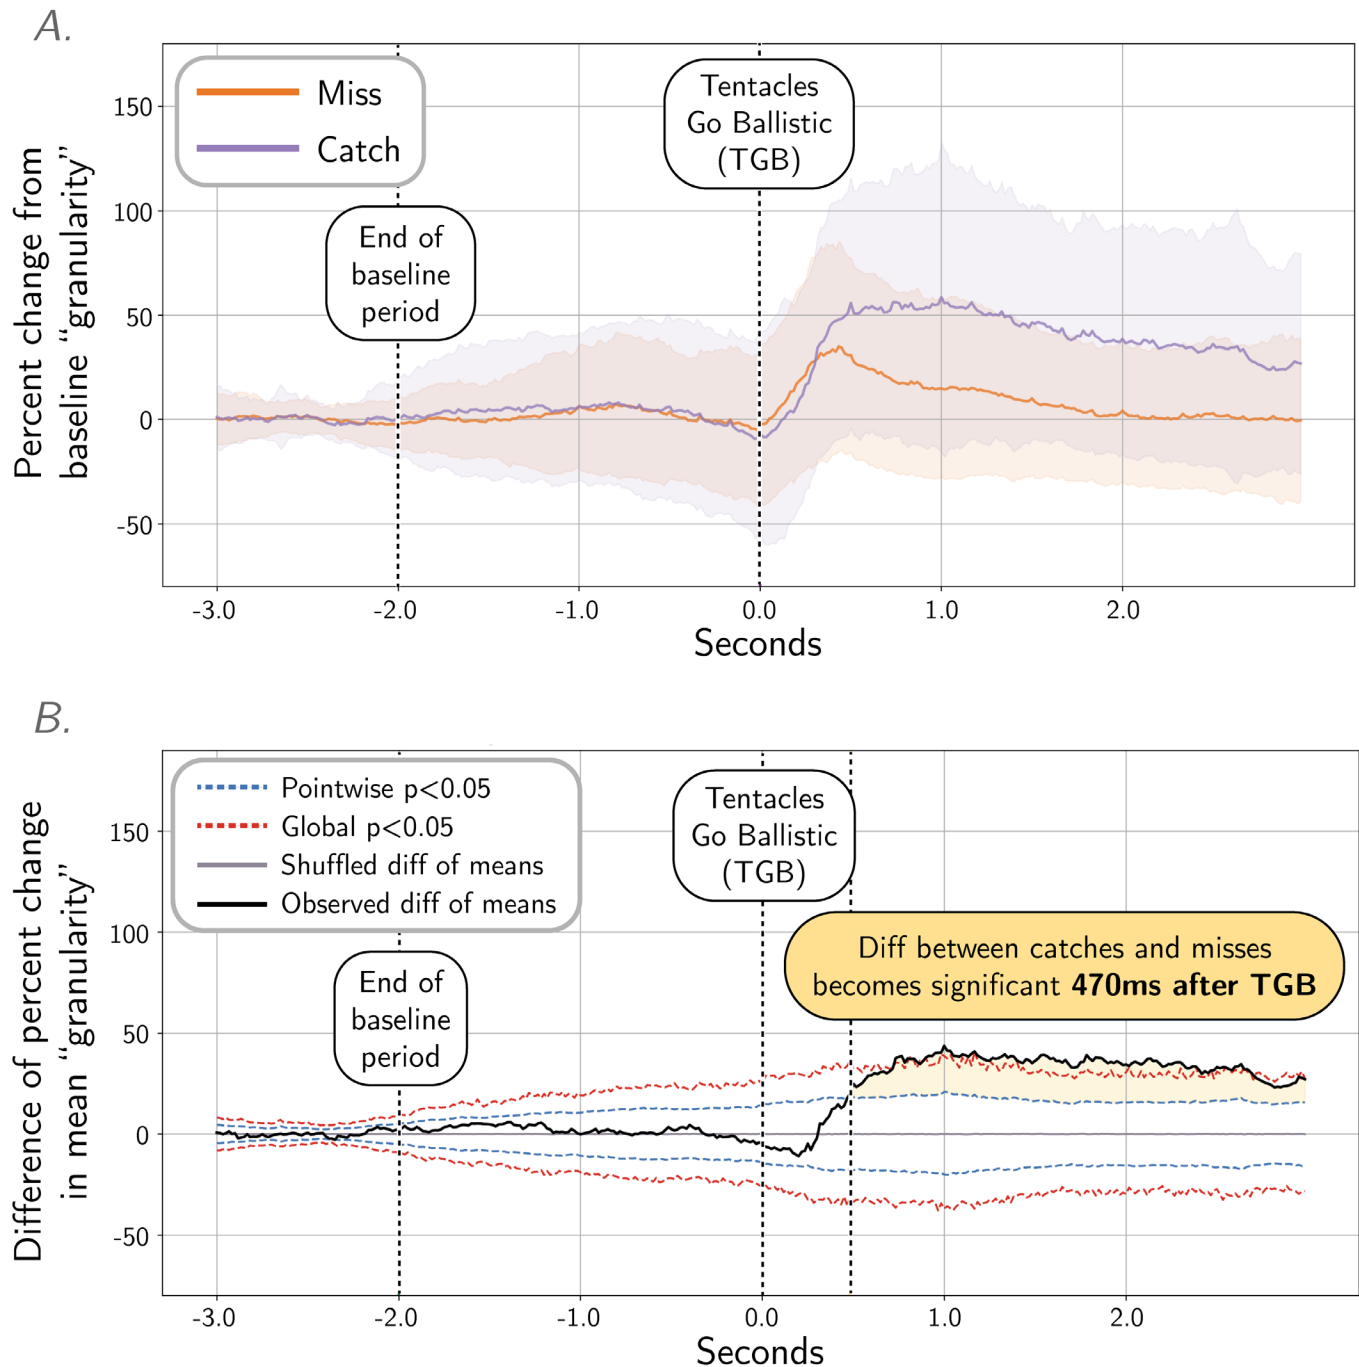 A.
Miss
Catch
Tentacles
Go Ballistic
(TGB)
End of
baseline
period
Percent change from
baseline “granularity”
150
100
50
0
-50
-3.0
-2.0
-1.0
0.0
1.0
2.0
Seconds
B.
Pointwise p<0.05
Global p<0.05
Shuffled diff of means
Observed diff of means
Tentacles
Go Ballistic
(TGB)
Diff between catches and misses
becomes significant 470ms after TGB
End of
baseline
period
Difference of percent change
in mean “granularity”
150
100
50
0
-50
-3.0
-2.0
-1.0
0.0
1.0
2.0
Seconds